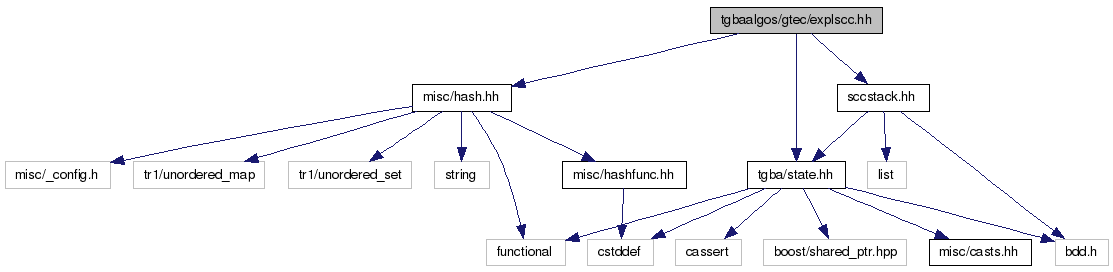 tgbaalgos/gtec/explscc.hh
misc/hash.hh
sccstack.hh
misc/_config.h
tr1/unordered_map
tr1/unordered_set
string
misc/hashfunc.hh
tgba/state.hh
list
functional
cstddef
cassert
boost/shared_ptr.hpp
misc/casts.hh
bdd.h